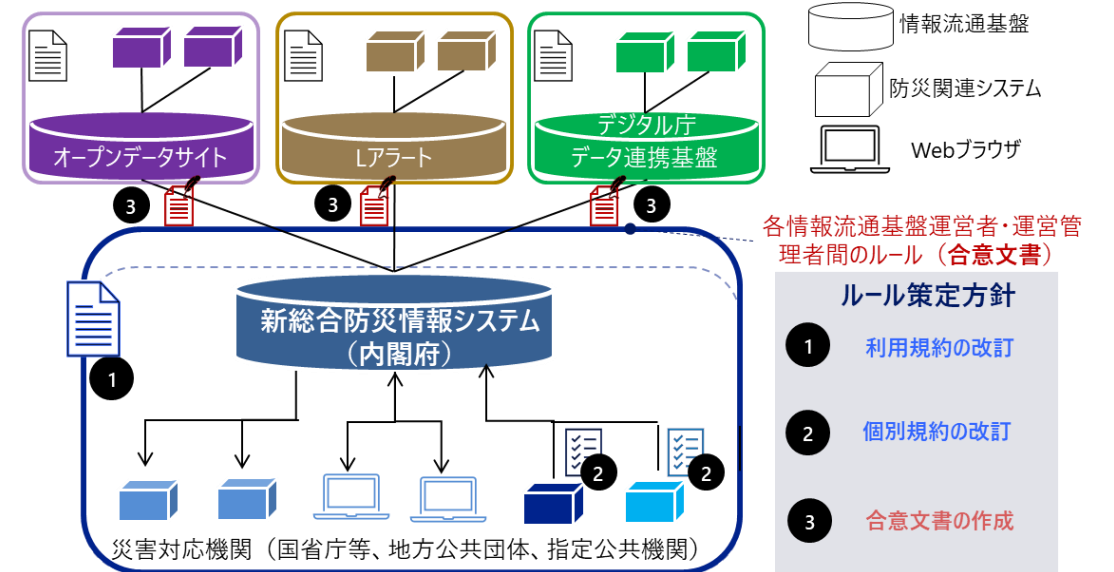 情報流通基盤
防災関連システム
Webブラウザ
オープンデータサイト
Lアラート
デジタル庁
データ連携基盤
3
3
3
各情報流通基盤運営者・運営管
理者間のルール（合意文書）
新総合防災情報システム
（内閣府）
1
2
2
災害対応機関（国省庁等、地方公共団体、指定公共機関）
ルール策定方針
1 利用規約の改訂
2 個別規約の改訂
3 合意文書の作成